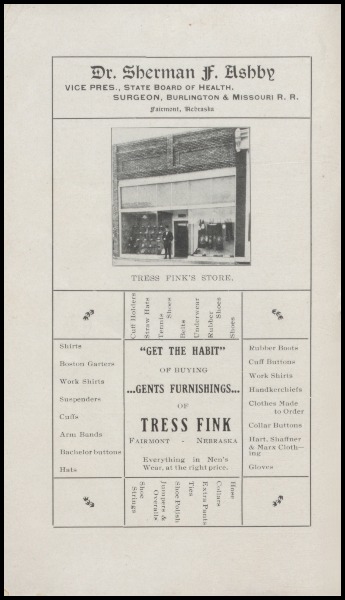 Dr. Sherman F. Ashby
VICE PRES., STATE BOARD OF HEALTH.
SURGEON, BURLINGTON & MISSOURI R. R.
Fairmont, Nebraska
TRESS FINK'S STORE.
Cuff Holders
Straw Hats
Tennis
Shoes
Belts
Underwear
Rubber
Shoes
Shoes
Shirts
Boston Garters
Work Shirts
Suspenders
Cuffs
Arm Bands
Bachelor buttons
Hats
"GET THE HABIT"
OF BUYING
...GENTS FURNISHINGS...
OF
TRESS FINK
FAIRMONT - NEBRASKA
Everything in Men's
Wear, at the right price.
Rubber Boots
Cuff Buttons
Work Shirts
Handkerchiefs
Clothes Made
to Order
Collar Buttons
Hart, Shaffner
& Marx Cloth—
ing
Gloves
Shoe
Strings
Jumpers &
Overalls
Shoe Polish
Ties
Extra Pants
Collars
Hose